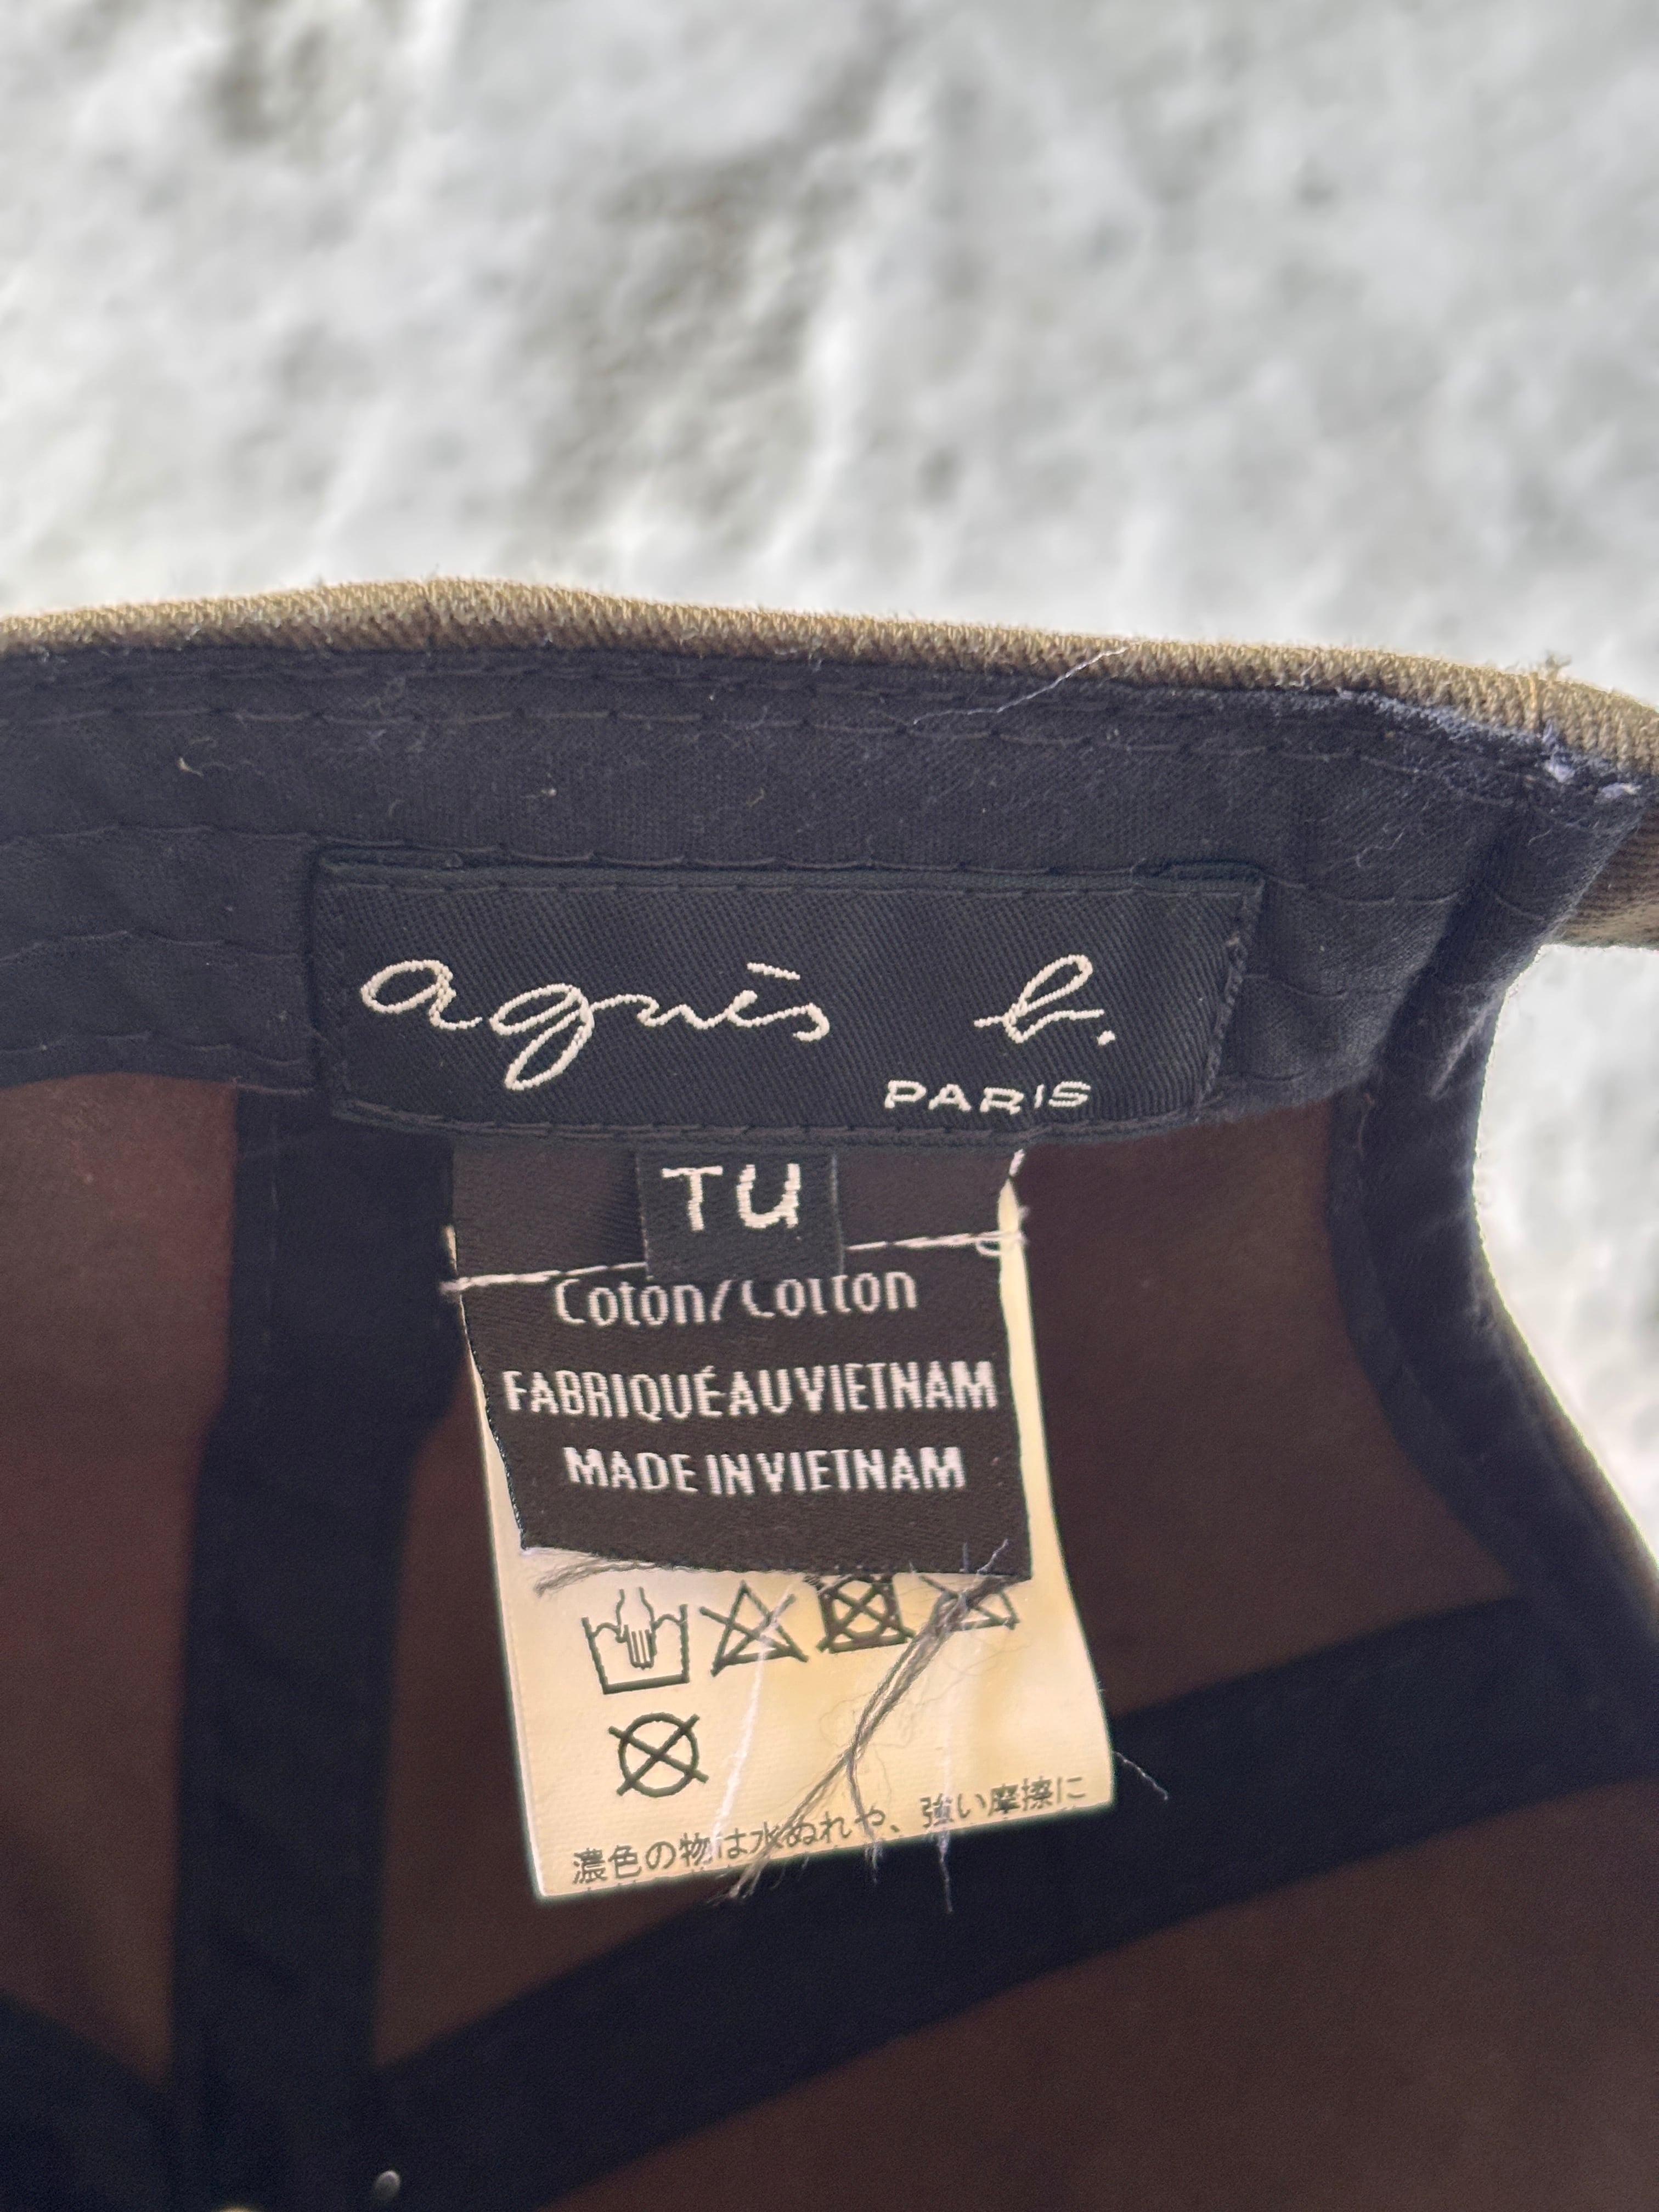 agnès b.
PARIS
TU
Coton/Cotton
FABRIQUÉ AU VIETNAM
MADE IN VIETNAM
濃色の物は水ぬれや、強い摩擦に